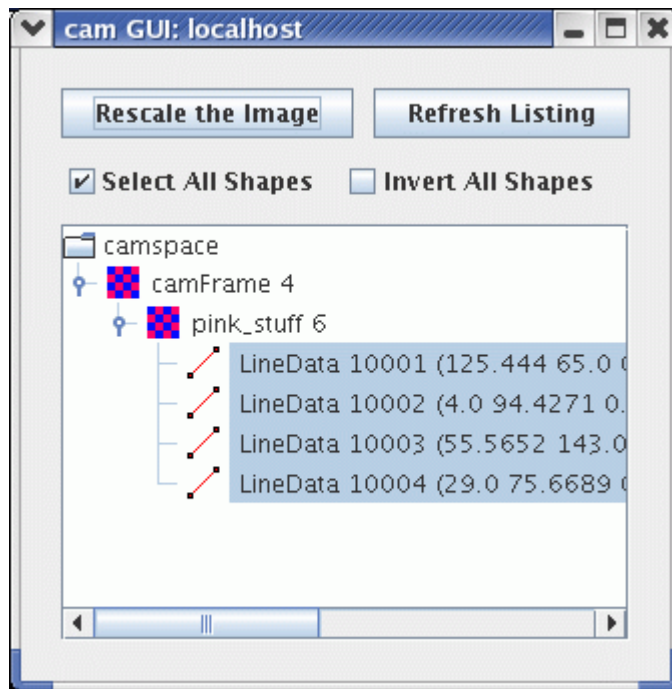 cam GUI: localhost
Rescale the Image Refresh Listing
Select All Shapes Invert All Shapes
camspace
camFrame 4
pink_stuff 6
LineData 10001 (125.444 65.0
LineData 10002 (4.0 94.4271 0.
LineData 10003 (55.5652 143.0
LineData 10004 (29.0 75.6689